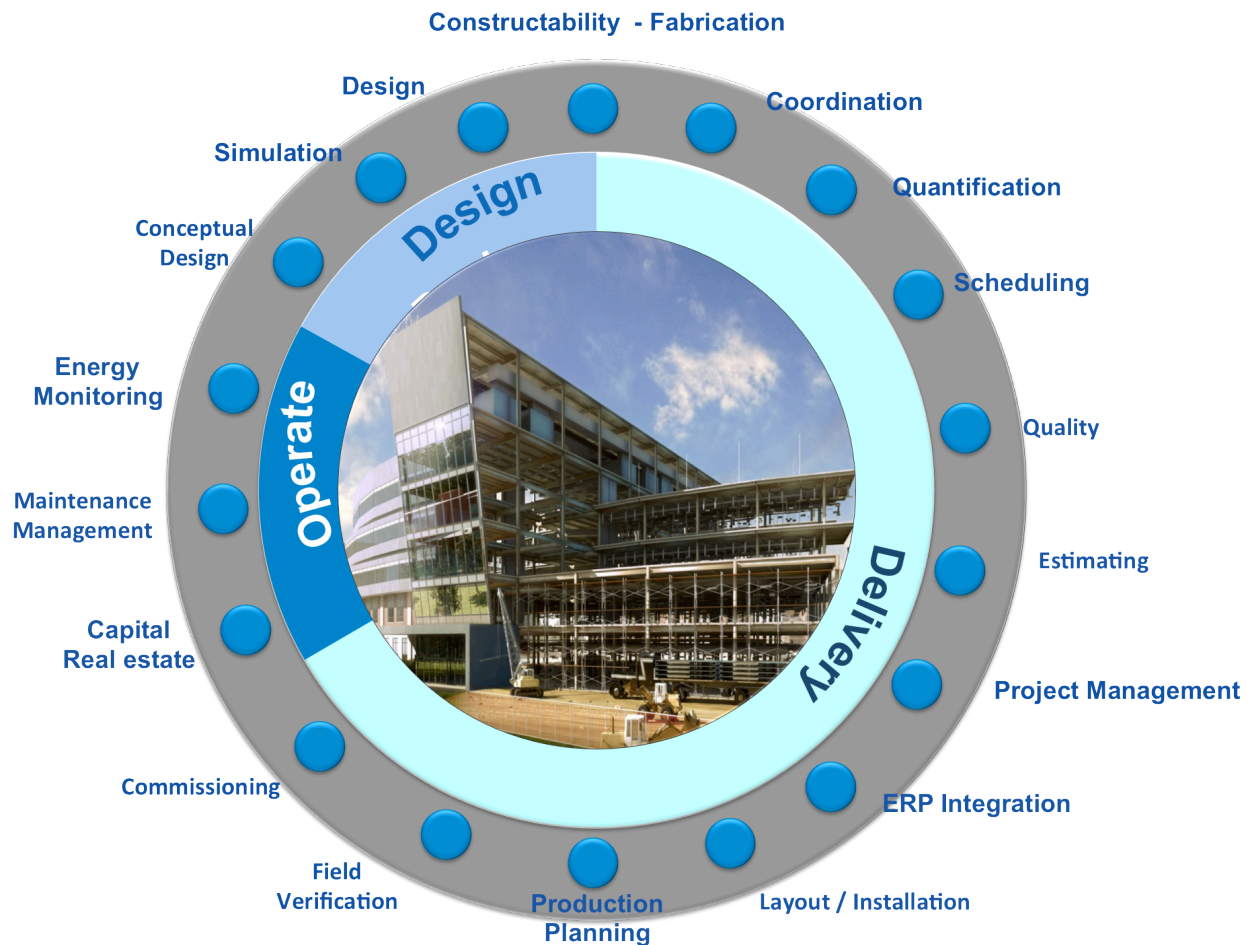 Constructability - Fabrication
Design
Coordination
Simulation
Quantification
Conceptual
Design
Scheduling
Energy
Monitoring
Quality
Maintenance
Management
Estimating
Capital
Real estate
Project Management
Commissioning
ERP Integration
Field
Verification
Production
Planning
Layout / Installation
Design
Operate
Delivery